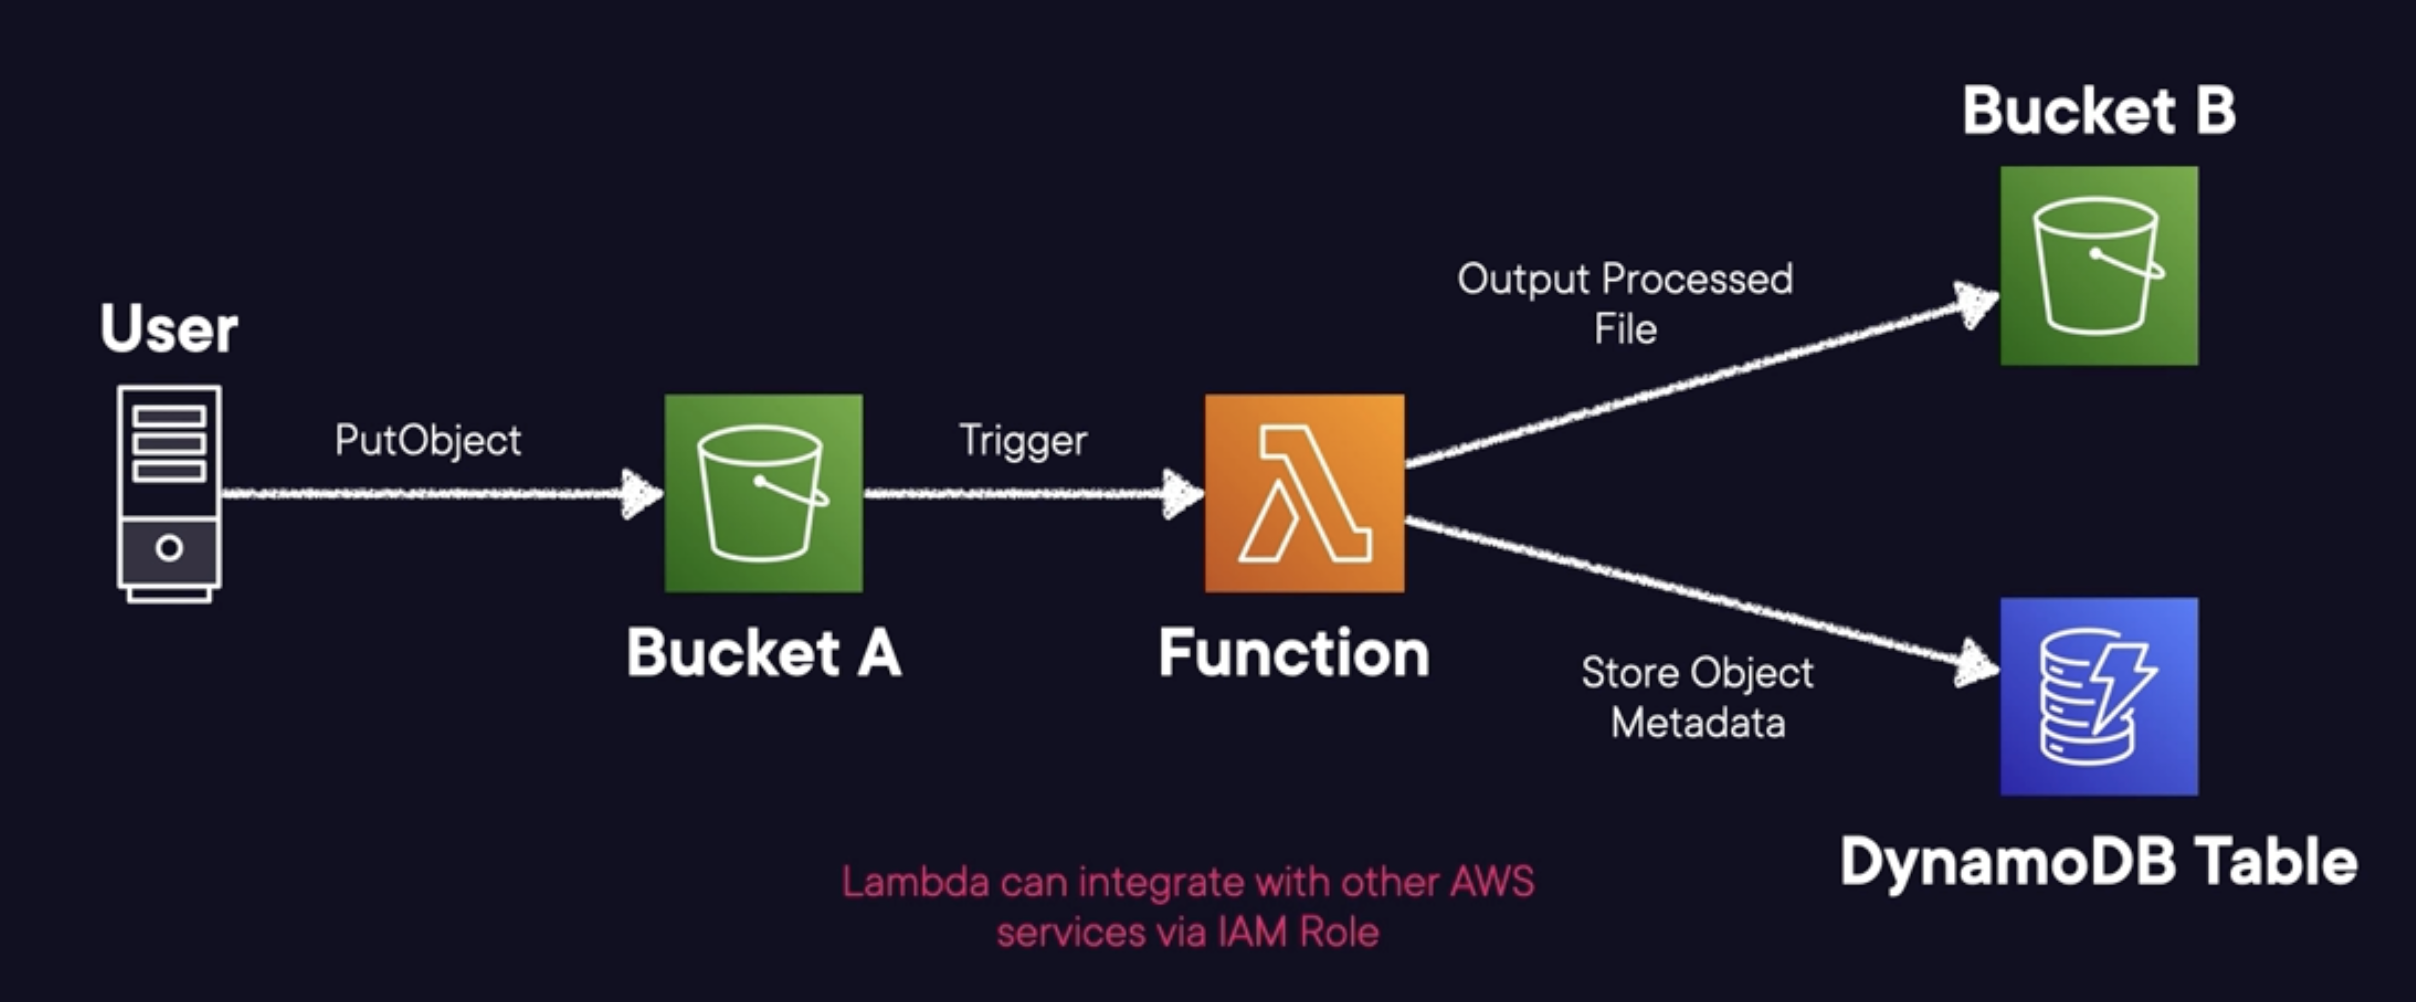 User
PutObject
Bucket A
Trigger
Function
Output Processed
File
Bucket B
Store Object
Metadata
DynamoDB Table
Lambda can integrate with other AWS
services via IAM Role